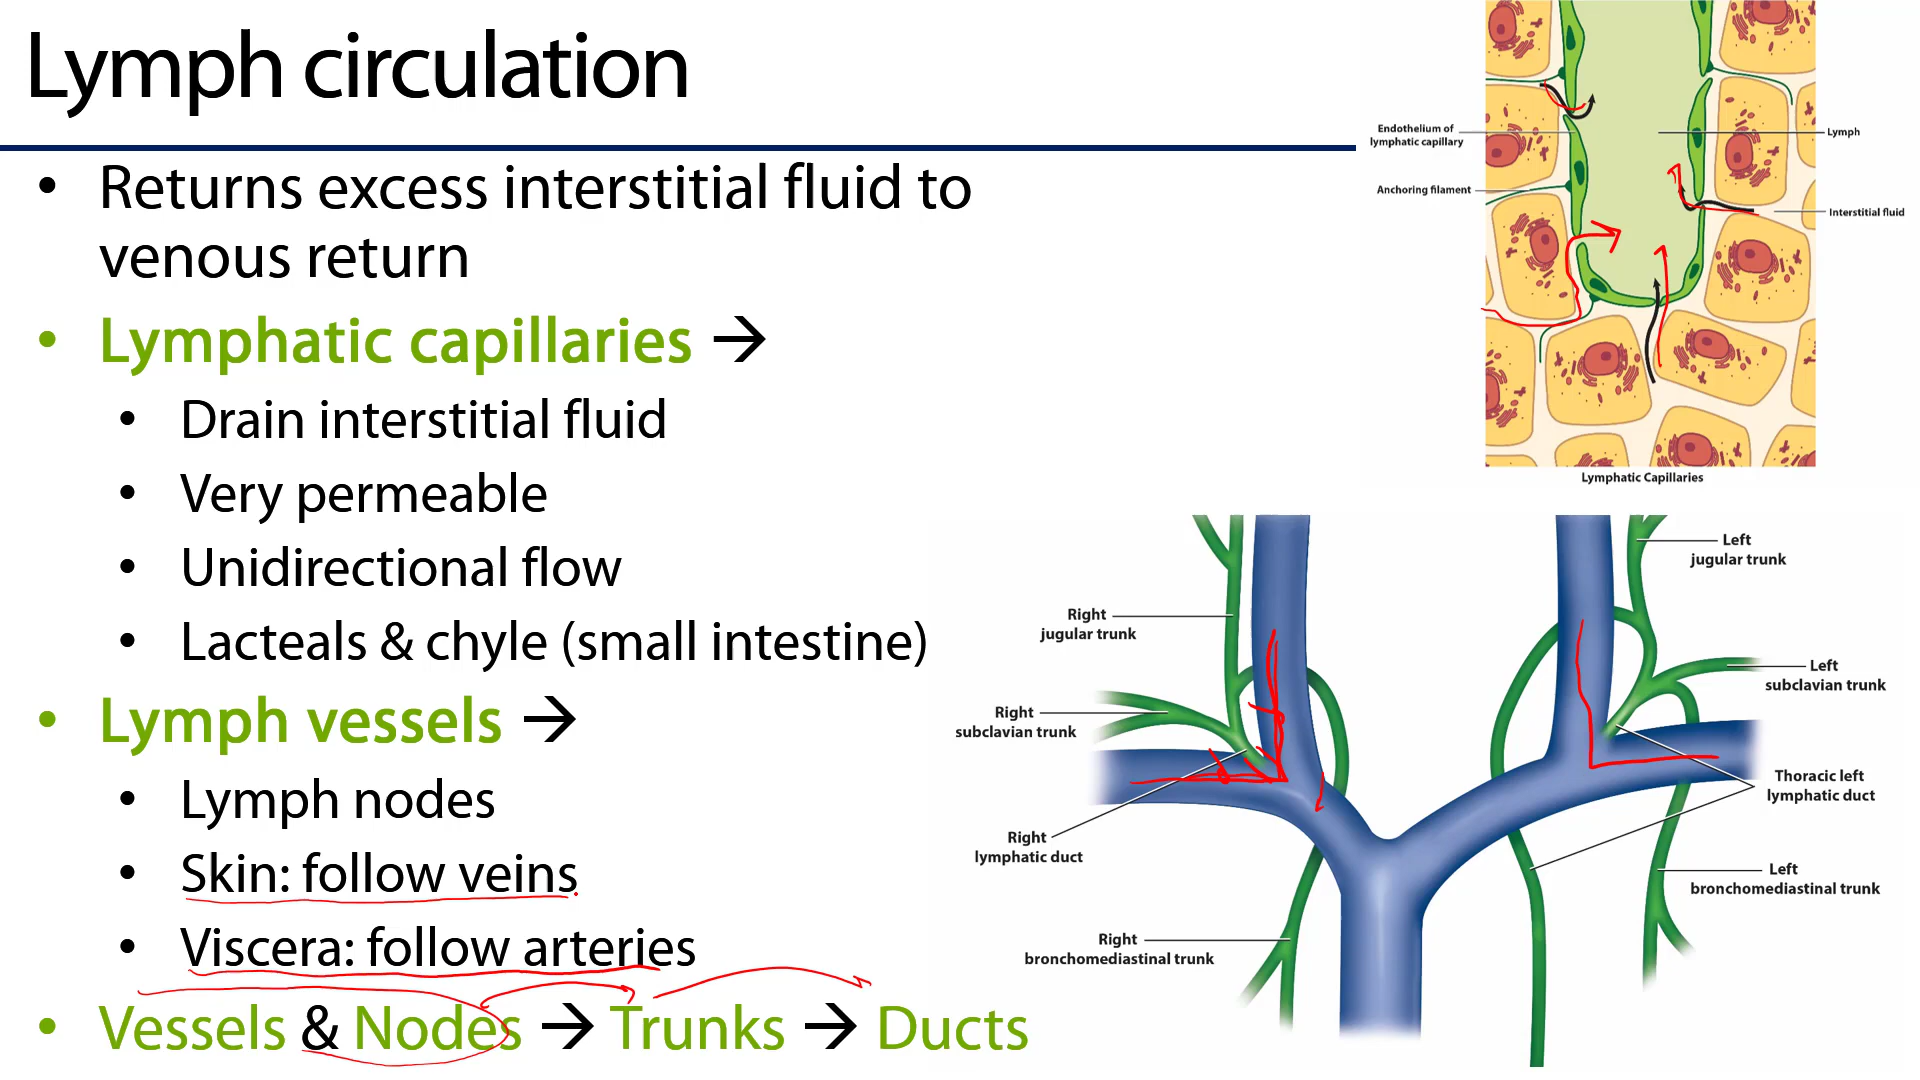 Lymph circulation
• Returns excess interstitial fluid to
venous return
• Lymphatic capillaries →
• Drain interstitial fluid
• Very permeable
• Unidirectional flow
• Lacteals & chyle (small intestine)
• Lymph vessels →
• Lymph nodes
• Skin: follow veins
• Viscera: follow arteries
• Vessels & Nodes → Trunks → Ducts
Endothelium of
lymphatic capillary
Anchoring filament
Lymph
Interstitial fluid
Lymphatic Capillaries
Right
jugular trunk
Right
subclavian trunk
Right
lymphatic duct
Right
bronchomediastinal trunk
Left
jugular trunk
Left
subclavian trunk
Thoracic left
lymphatic duct
Left
bronchomediastinal trunk